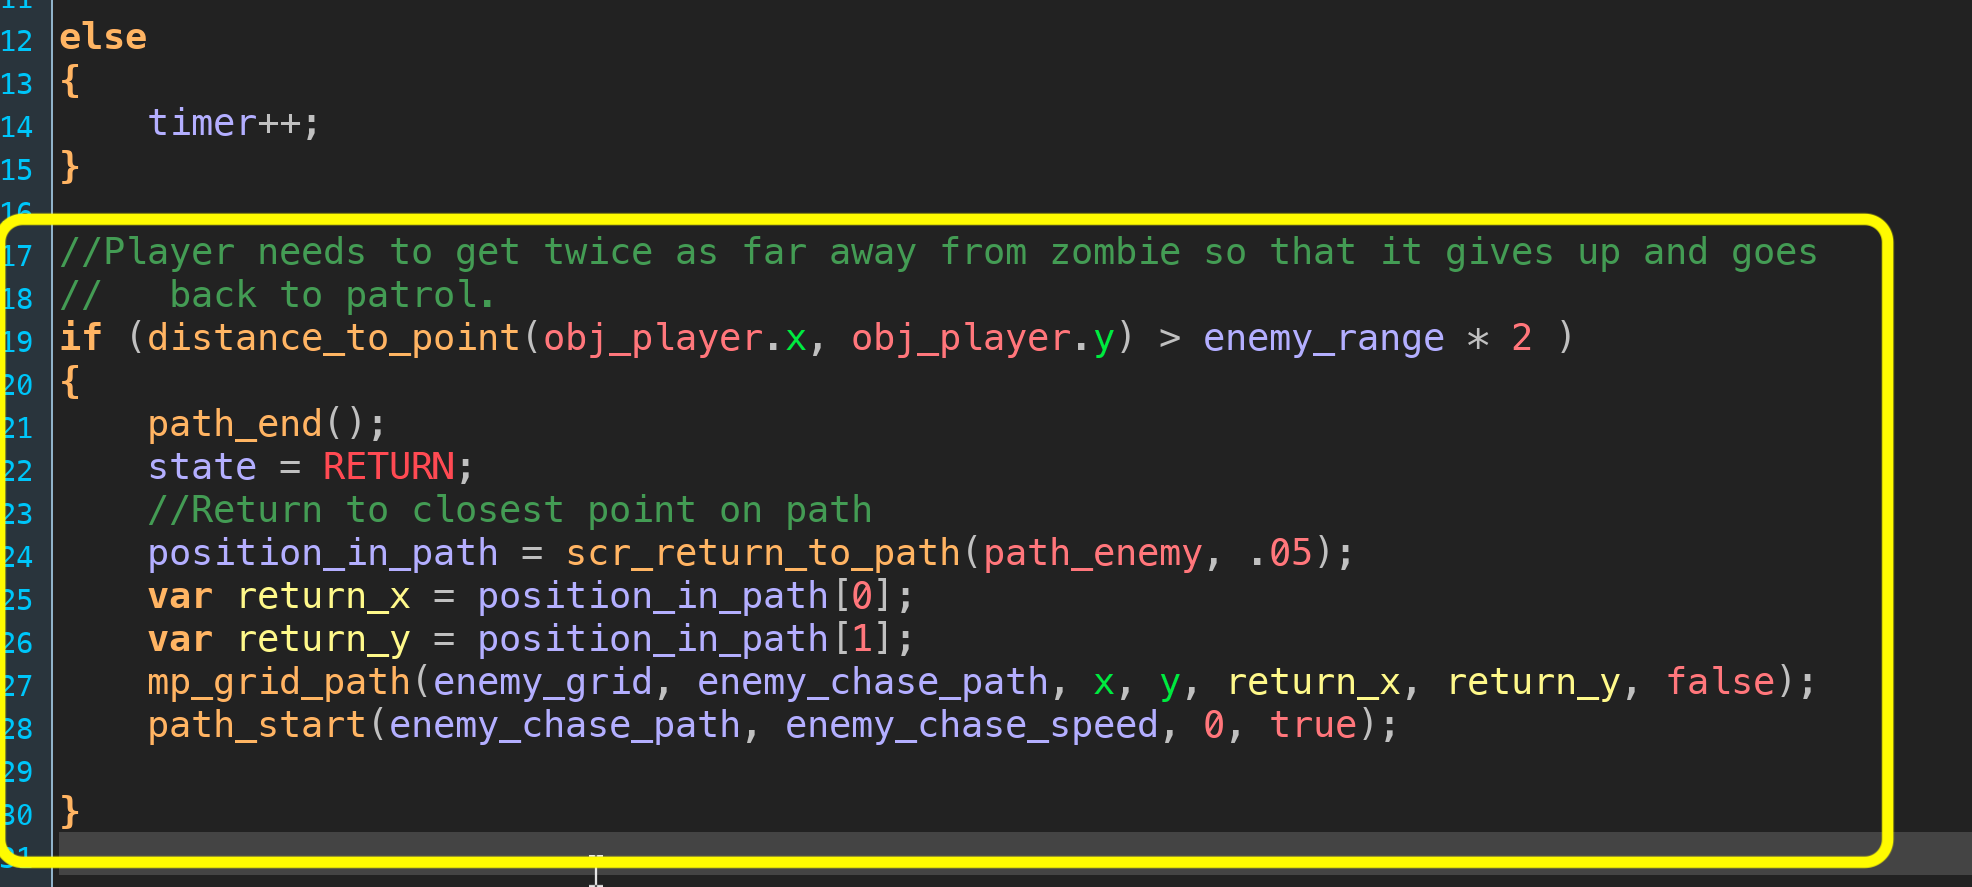 11
12 else
13 {
14     timer++;
15 }
16
17 //Player needs to get twice as far away from zombie so that it gives up and goes
18 //   back to patrol.
19 if (distance_to_point(obj_player.x, obj_player.y) > enemy_range * 2 )
20 {
21     path_end();
22     state = RETURN;
23     //Return to closest point on path
24     position_in_path = scr_return_to_path(path_enemy, .05);
25     var return_x = position_in_path[0];
26     var return_y = position_in_path[1];
27     mp_grid_path(enemy_grid, enemy_chase_path, x, y, return_x, return_y, false);
28     path_start(enemy_chase_path, enemy_chase_speed, 0, true);
29
30 }
31